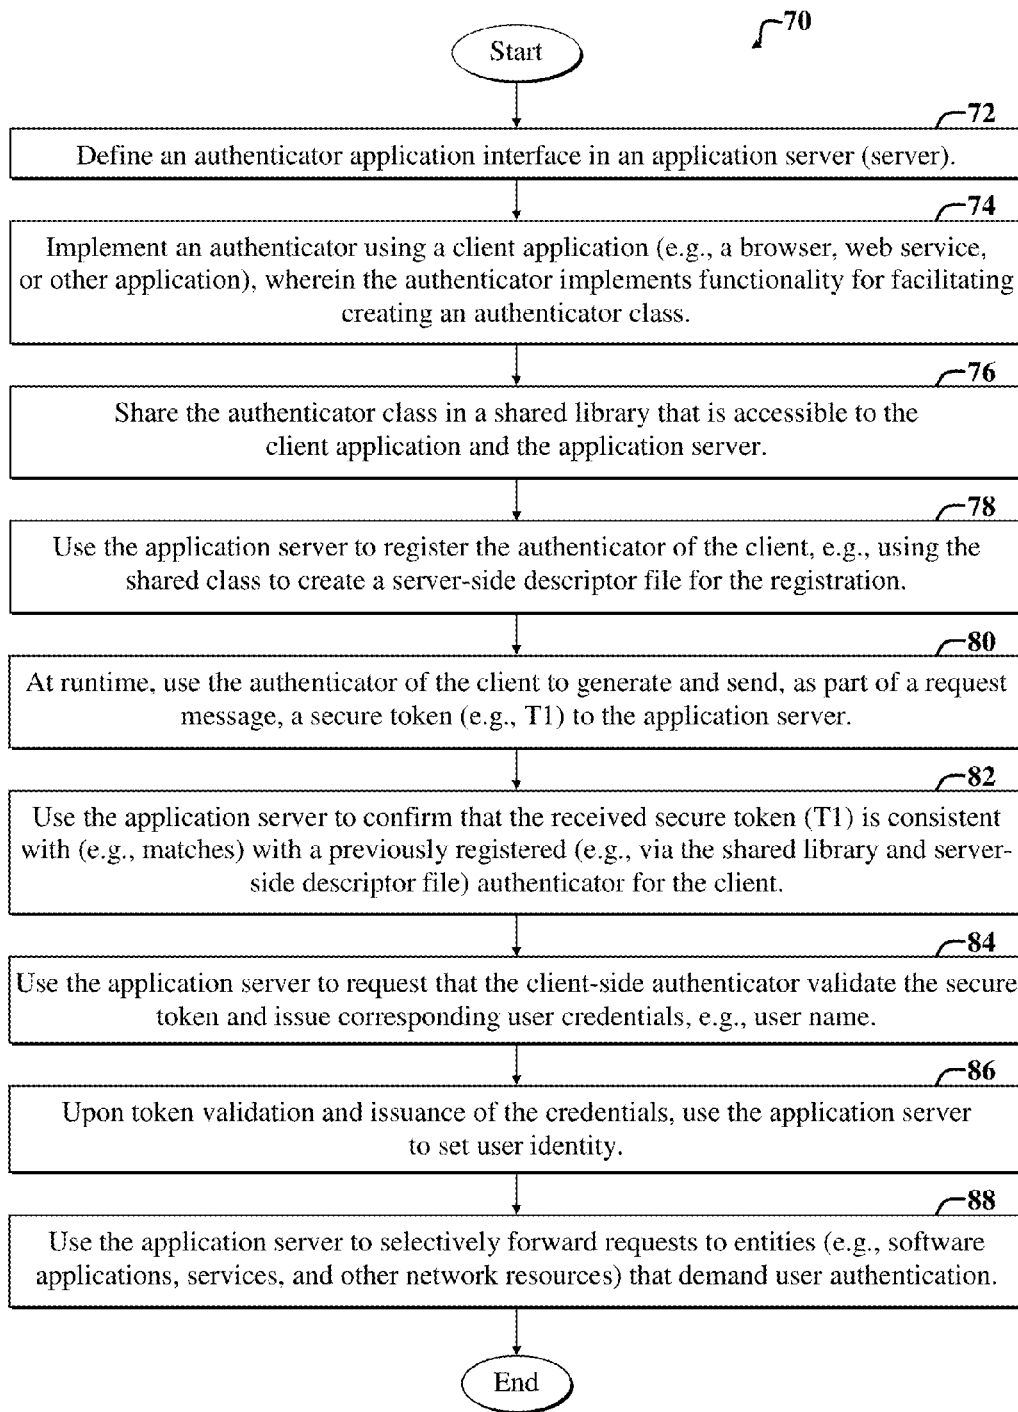 70
Start
72
Define an authenticator application interface in an application server (server).
74
Implement an authenticator using a client application (e.g., a browser, web service,
or other application), wherein the authenticator implements functionality for facilitating
creating an authenticator class.
76
Share the authenticator class in a shared library that is accessible to the
client application and the application server.
78
Use the application server to register the authenticator of the client, e.g., using the
shared class to create a server-side descriptor file for the registration.
80
At runtime, use the authenticator of the client to generate and send, as part of a request
message, a secure token (e.g., T1) to the application server.
82
Use the application server to confirm that the received secure token (T1) is consistent
with (e.g., matches) with a previously registered (e.g., via the shared library and server-
side descriptor file) authenticator for the client.
84
Use the application server to request that the client-side authenticator validate the secure
token and issue corresponding user credentials, e.g., user name.
86
Upon token validation and issuance of the credentials, use the application server
to set user identity.
88
Use the application server to selectively forward requests to entities (e.g., software
applications, services, and other network resources) that demand user authentication.
End